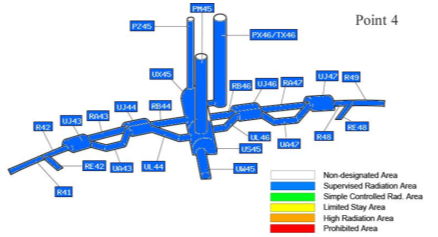 PM45
Point 4
PZ45
PX46/TX46
UX45
RB46
UJ46
RA47
UJ47
R49
UJ44
RB44
RA43
UJ43
R42
R48
RE48
UA47
UL46
US45
RE42
UA43
UL44
UW45
R41
Non-designated Area
Supervised Radiation Area
Simple Controlled Rad. Area
Limited Stay Area
High Radiation Area
Prohibited Area